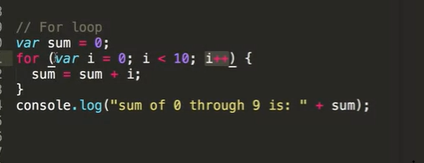 // For loop
var sum = 0;
for (var i = 0; i < 10; i++) {
  sum = sum + i;
}
console.log("sum of 0 through 9 is: " + sum);